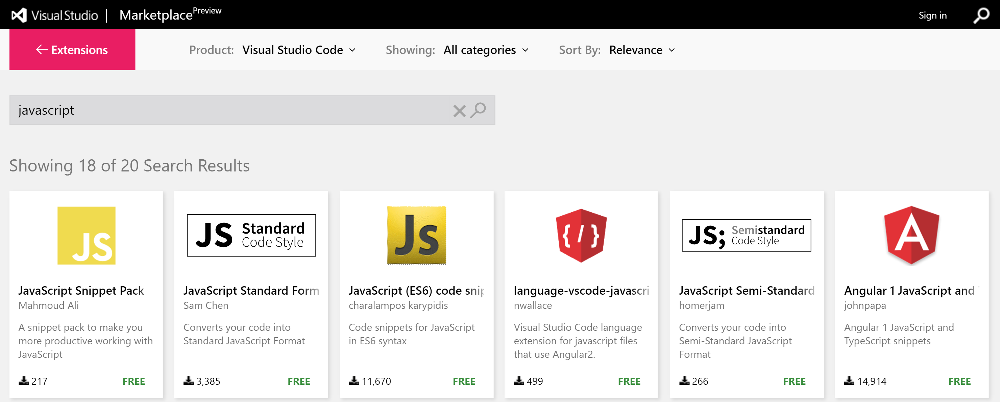 Visual Studio | Marketplace Preview
Sign in
← Extensions
Product: Visual Studio Code
Showing: All categories
Sort By: Relevance
javascript
Showing 18 of 20 Search Results
JS
JavaScript Snippet Pack
Mahmoud Ali
A snippet pack to make you
more productive working with
JavaScript
217
FREE
JS Standard
Code Style
JavaScript Standard Form
Sam Chen
Converts your code into
Standard JavaScript Format
3,385
FREE
Js
JavaScript (ES6) code snip
charalampos karypidis
Code snippets for JavaScript
in ES6 syntax
11,670
FREE
{ / }
language-vscode-javascri
nwallace
Visual Studio Code language
extension for javascript files
that use Angular2.
499
FREE
JS; Semistandard
Code Style
JavaScript Semi-Standard
homerjam
Converts your code into
Semi-Standard JavaScript
Format
266
FREE
A
Angular 1 JavaScript and
johnpapa
Angular 1 JavaScript and
TypeScript snippets
14,914
FREE